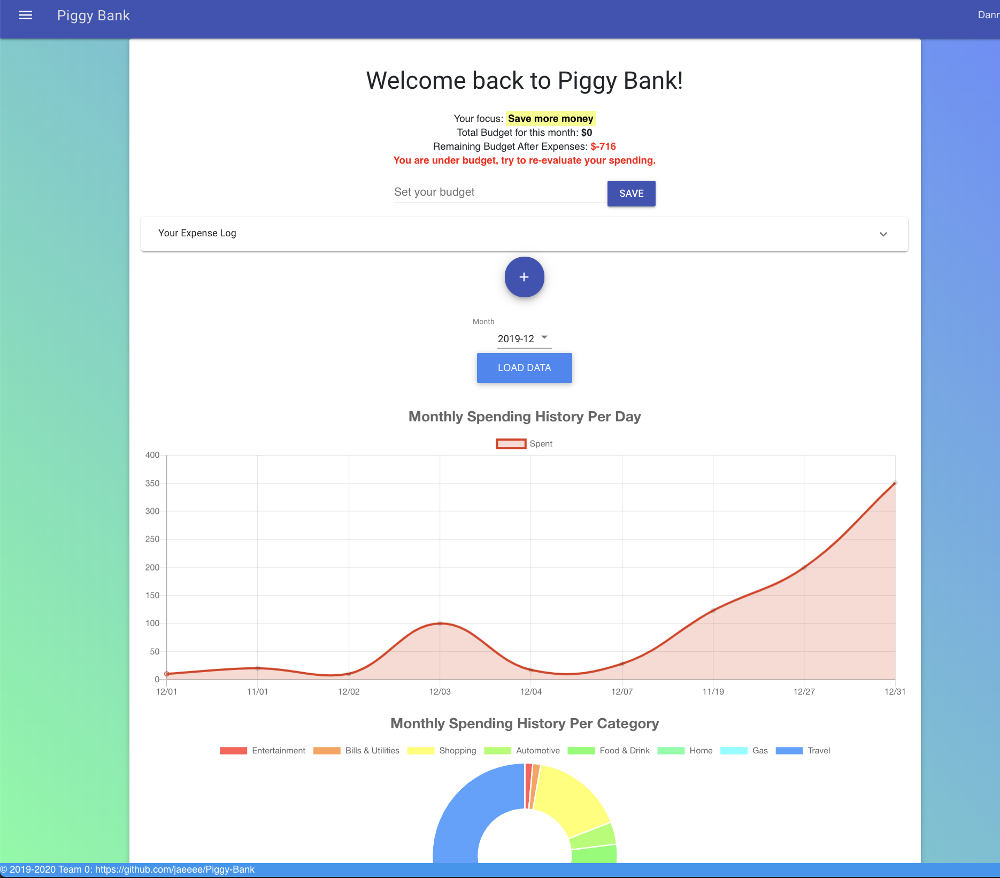 Piggy Bank
Dann
Welcome back to Piggy Bank!
Your focus: Save more money
Total Budget for this month: $0
Remaining Budget After Expenses: $-716
You are under budget, try to re-evaluate your spending.
Set your budget
SAVE
Your Expense Log
+
Month
2019-12
LOAD DATA
Monthly Spending History Per Day
Spent
400
350
300
250
200
150
100
50
0
12/01 11/01 12/02 12/03 12/04 12/07 11/19 12/27 12/31
Monthly Spending History Per Category
Entertainment Bills & Utilities Shopping Automotive Food & Drink Home Gas Travel
© 2019-2020 Team 0: https://github.com/jaeeee/Piggy-Bank